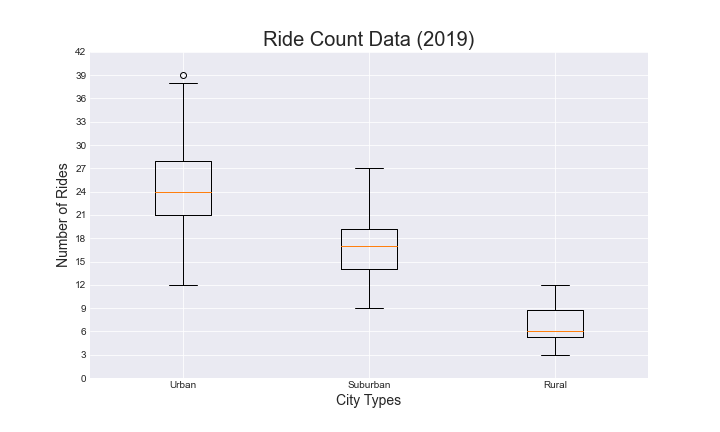 Ride Count Data (2019)
Number of Rides
42
39
36
33
30
27
24
21
18
15
12
9
6
3
0
Urban
Suburban
Rural
City Types